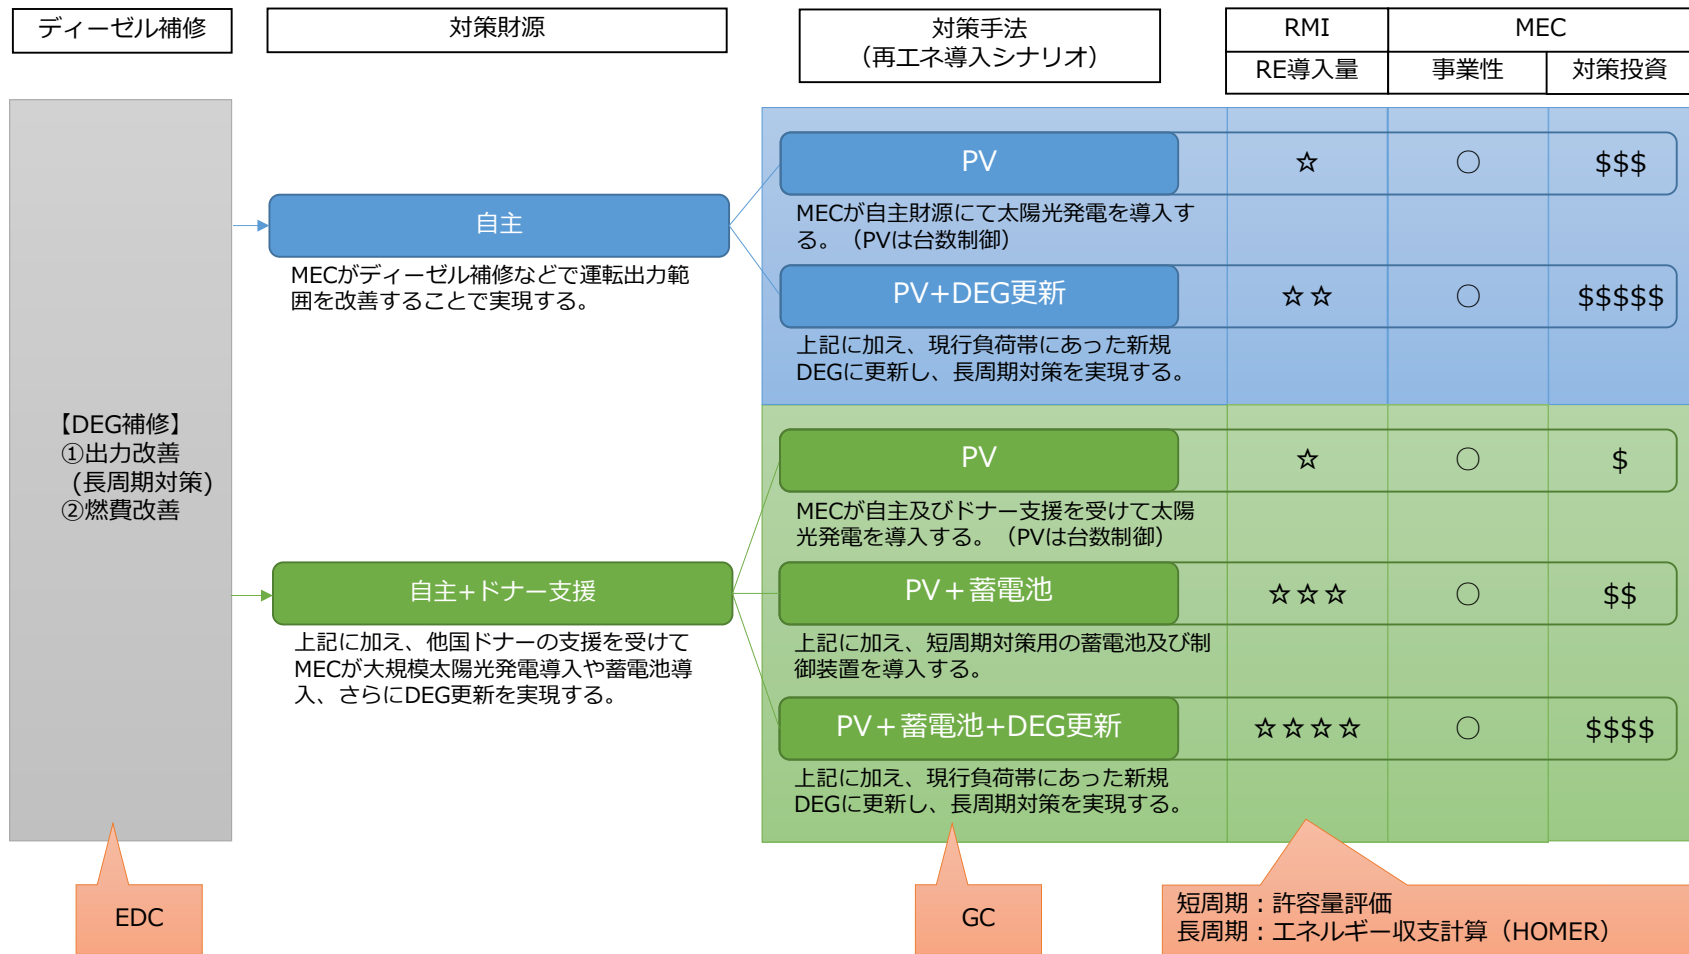 ディーゼル補修
対策財源
対策手法
（再エネ導入シナリオ）
RMI
MEC
RE導入量
事業性
対策投資
【DEG補修】
①出力改善
(長周期対策)
②燃費改善
自主
MECがディーゼル補修などで運転出力範
囲を改善することで実現する。
PV
☆
○
$$$
MECが自主財源にて太陽光発電を導入す
る。（PVは台数制御）
PV+DEG更新
☆☆
○
$$$$$
上記に加え、現行負荷帯にあった新規
DEGに更新し、長周期対策を実現する。
自主+ドナー支援
上記に加え、他国ドナーの支援を受けて
MECが大規模太陽光発電導入や蓄電池導
入、さらにDEG更新を実現する。
PV
☆
○
$
MECが自主及びドナー支援を受けて太陽
光発電を導入する。（PVは台数制御）
PV＋蓄電池
☆☆☆
○
$$
上記に加え、短周期対策用の蓄電池及び制
御装置を導入する。
PV＋蓄電池+DEG更新
☆☆☆☆
○
$$$$
上記に加え、現行負荷帯にあった新規
DEGに更新し、長周期対策を実現する。
EDC
GC
短周期：許容量評価
長周期：エネルギー収支計算（HOMER）